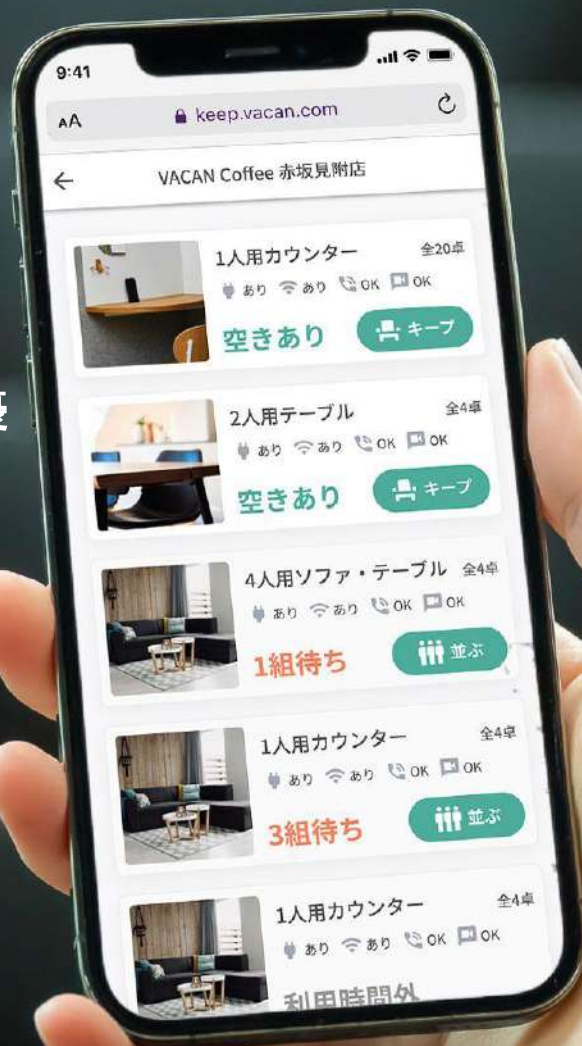 9:41
AA
keep.vacan.com
VACAN Coffee 赤坂見附店
1人用カウンター 全20卓
あり あり OK OK
空きあり キープ
2人用テーブル 全4卓
あり あり OK OK
空きあり キープ
4人用ソファ・テーブル 全4卓
あり あり OK OK
1組待ち 並ぶ
1人用カウンター 全4卓
あり あり OK OK
3組待ち 並ぶ
1人用カウンター 全4卓
あり あり OK OK
利用時間外